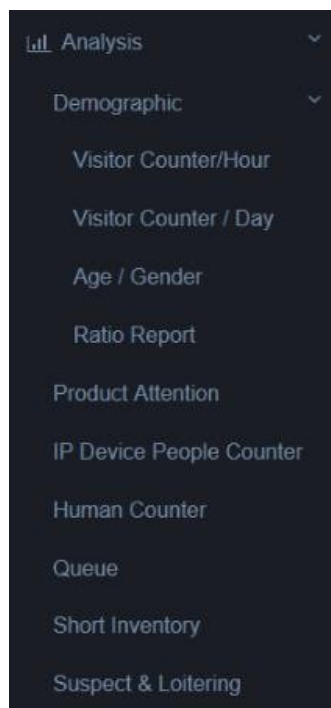 Analysis
Demographic
Visitor Counter/Hour
Visitor Counter / Day
Age / Gender
Ratio Report
Product Attention
IP Device People Counter
Human Counter
Queue
Short Inventory
Suspect & Loitering